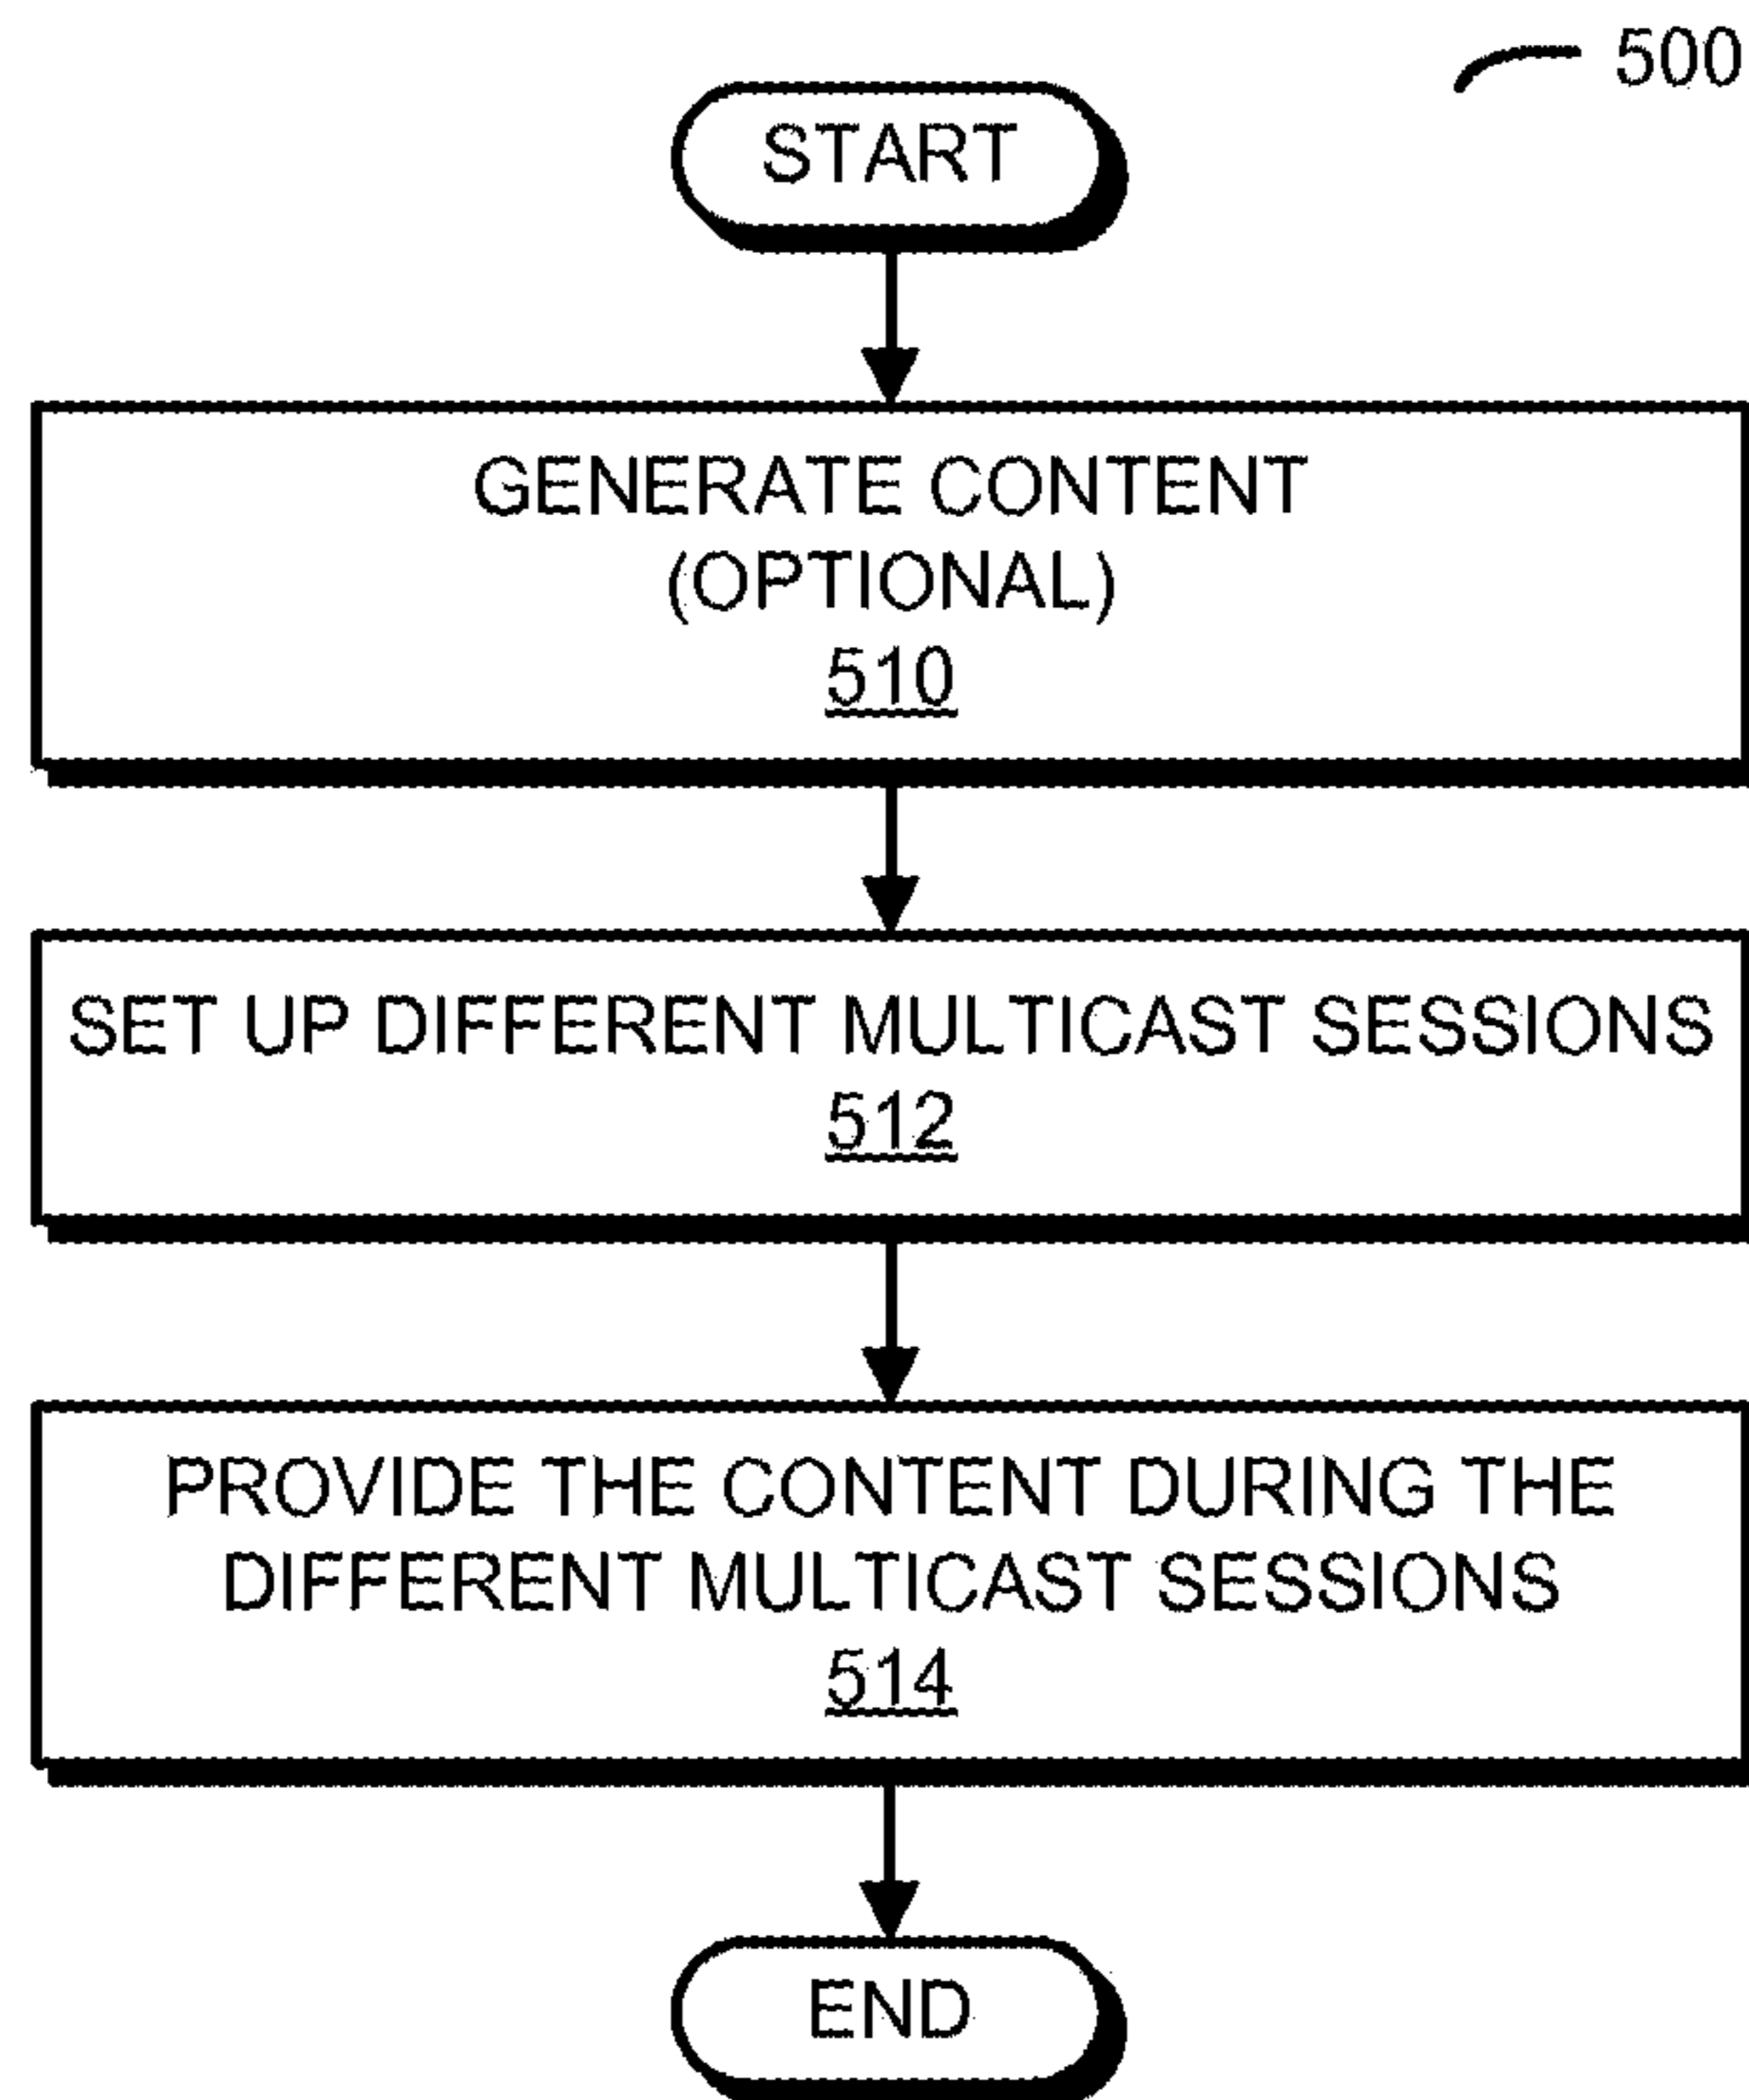 500
START
GENERATE CONTENT
(OPTIONAL)
510
SET UP DIFFERENT MULTICAST SESSIONS
512
PROVIDE THE CONTENT DURING THE
DIFFERENT MULTICAST SESSIONS
514
END